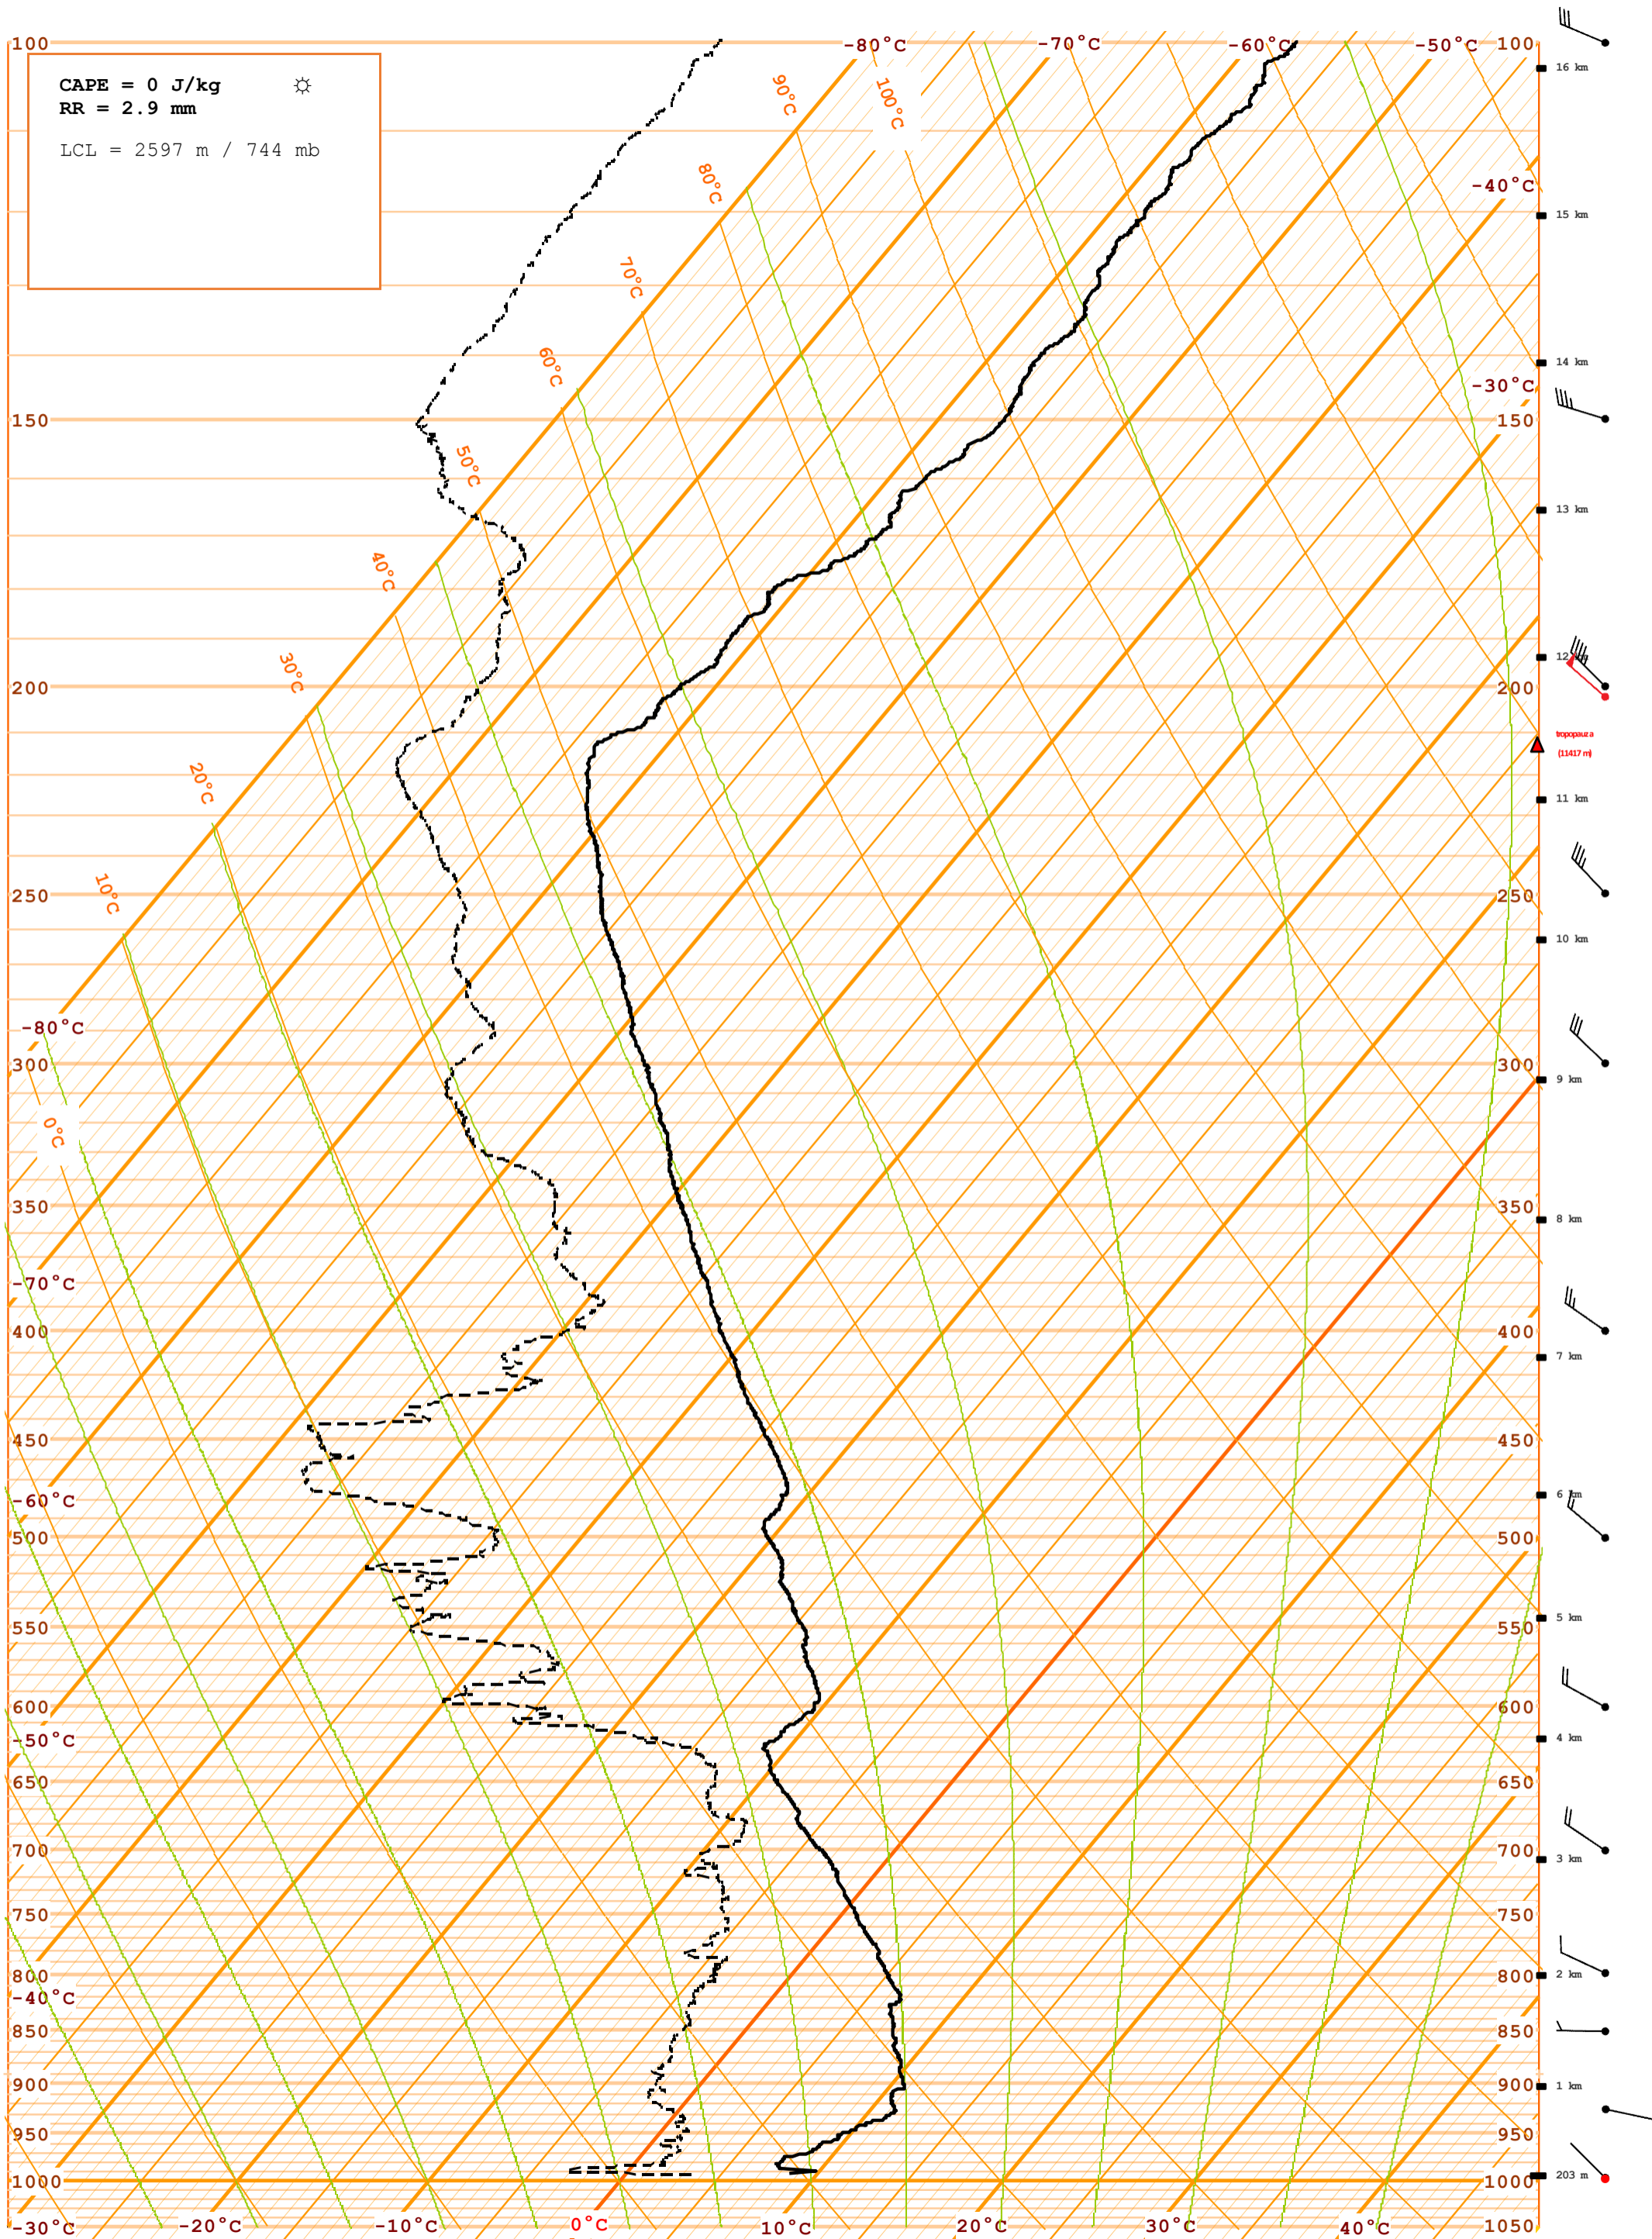 100 -80°C -70°C -60°C -50°C 100
16 km
CAPE = 0 J/kg ☼
RR = 2.9 mm
LCL = 2597 m / 744 mb
90°C 100°C
80°C -40°C
15 km
70°C
60°C 14 km
-30°C
150 150
50°C
13 km
40°C
30°C
200 200
tropopauza
(11417 m)
20°C
11 km
10°C
250 250
10 km
-80°C
300 300
9 km
0°C
350 350
8 km
-70°C
400 400
7 km
450 450
-60°C 6 km
500 500
5 km
550 550
600 600
-50°C 4 km
650 650
700 700
3 km
750 750
800 800
2 km
-40°C
850 850
900 900
1 km
950 950
1000 1000
203 m
-30°C -20°C -10°C 0°C 10°C 20°C 30°C 40°C 1050